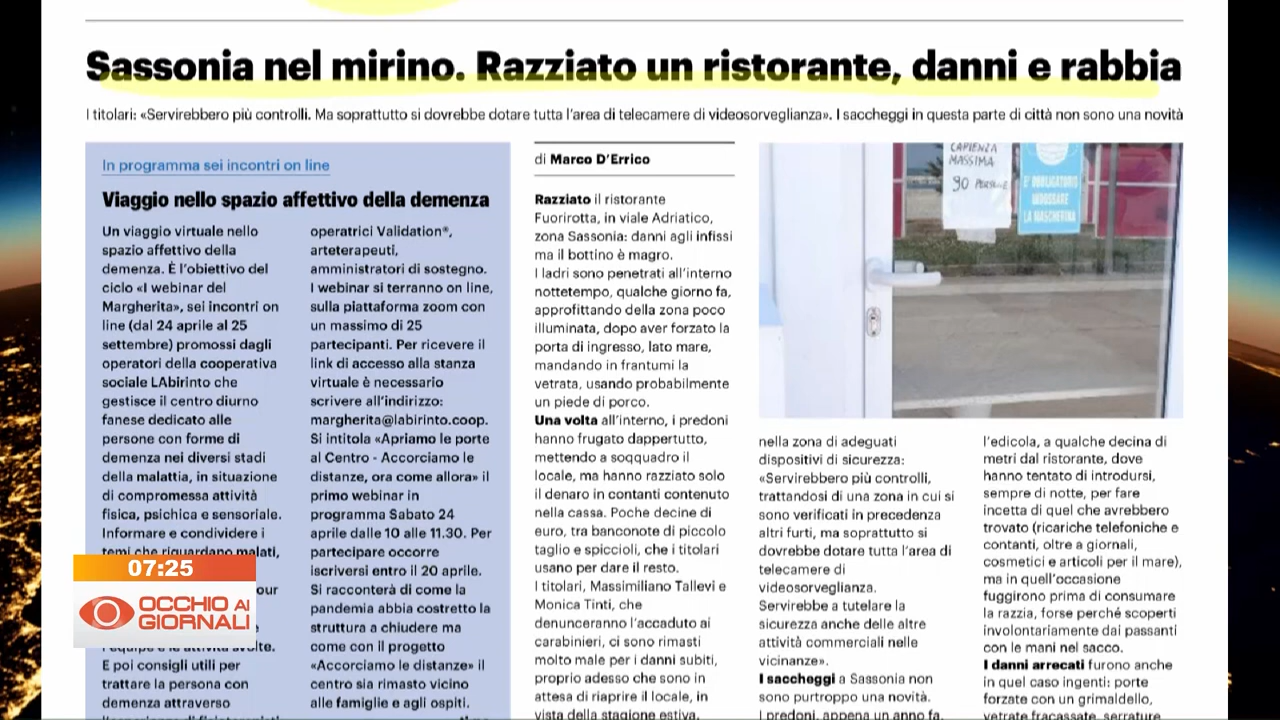 Sassonia nel mirino. Razziato un ristorante, danni e rabbia
I titolari: «Servirebbero più controlli. Ma soprattutto si dovrebbe dotare tutta l'area di telecamere di videosorveglianza». I saccheggi in questa parte di città non sono una novità
In programma sei incontri on line
Viaggio nello spazio affettivo della demenza
Un viaggio virtuale nello
spazio affettivo della
demenza. È l'obiettivo del
ciclo «I webinar del
Margherita», sei incontri on
line (dal 24 aprile al 25
settembre) promossi dagli
operatori della cooperativa
sociale LAbirinto che
gestisce il centro diurno
fanese dedicato alle
persone con forme di
demenza nei diversi stadi
della malattia, in situazione
di compromessa attività
fisica, psichica e sensoriale.
Informare e condividere i
temi che riguardano malati,
our
l'equipe e le attività svolte.
E poi consigli utili per
trattare la persona con
demenza attraverso
l'esperienza di fisioterapisti
operatrici Validation®,
arteterapeuti,
amministratori di sostegno.
I webinar si terranno on line,
sulla piattaforma zoom con
un massimo di 25
partecipanti. Per ricevere il
link di accesso alla stanza
virtuale è necessario
scrivere all'indirizzo:
margherita@labirinto.coop.
Si intitola «Apriamo le porte
al Centro - Accorciamo le
distanze, ora come allora» il
primo webinar in
programma Sabato 24
aprile dalle 10 alle 11.30. Per
partecipare occorre
iscriversi entro il 20 aprile.
Si racconterà di come la
pandemia abbia costretto la
struttura a chiudere ma
come con il progetto
«Accorciamo le distanze» il
centro sia rimasto vicino
alle famiglie e agli ospiti.
di Marco D'Errico
Razziato il ristorante
Fuorirotta, in viale Adriatico,
zona Sassonia: danni agli infissi
ma il bottino è magro.
I ladri sono penetrati all'interno
nottetempo, qualche giorno fa,
approfittando della zona poco
illuminata, dopo aver forzato la
porta di ingresso, lato mare,
mandando in frantumi la
vetrata, usando probabilmente
un piede di porco.
Una volta all'interno, i predoni
hanno frugato dappertutto,
mettendo a soqquadro il
locale, ma hanno razziato solo
il denaro in contanti contenuto
nella cassa. Poche decine di
euro, tra banconote di piccolo
taglio e spiccioli, che i titolari
usano per dare il resto.
I titolari, Massimiliano Tallevi e
Monica Tinti, che
denunceranno l'accaduto ai
carabinieri, ci sono rimasti
molto male per i danni subiti,
proprio adesso che sono in
attesa di riaprire il locale, in
vista della stagione estiva.
CAPIENZA
MASSIMA
90 PERSONE
E' OBBLIGATORIO
INDOSSARE
LA MASCHERINA
nella zona di adeguati
dispositivi di sicurezza:
«Servirebbero più controlli,
trattandosi di una zona in cui si
sono verificati in precedenza
altri furti, ma soprattutto si
dovrebbe dotare tutta l'area di
telecamere di
videosorveglianza.
Servirebbe a tutelare la
sicurezza anche delle altre
attività commerciali nelle
vicinanze».
I saccheggi a Sassonia non
sono purtroppo una novità.
I predoni, appena un anno fa,
l'edicola, a qualche decina di
metri dal ristorante, dove
hanno tentato di introdursi,
sempre di notte, per fare
incetta di quel che avrebbero
trovato (ricariche telefoniche e
contanti, oltre a giornali,
cosmetici e articoli per il mare),
ma in quell'occasione
fuggirono prima di consumare
la razzia, forse perché scoperti
involontariamente dai passanti
con le mani nel sacco.
I danni arrecati furono anche
in quel caso ingenti: porte
forzate con un grimaldello,
vetrate fracassate, serrature
07:25
OCCHIO AI
GIORNALI